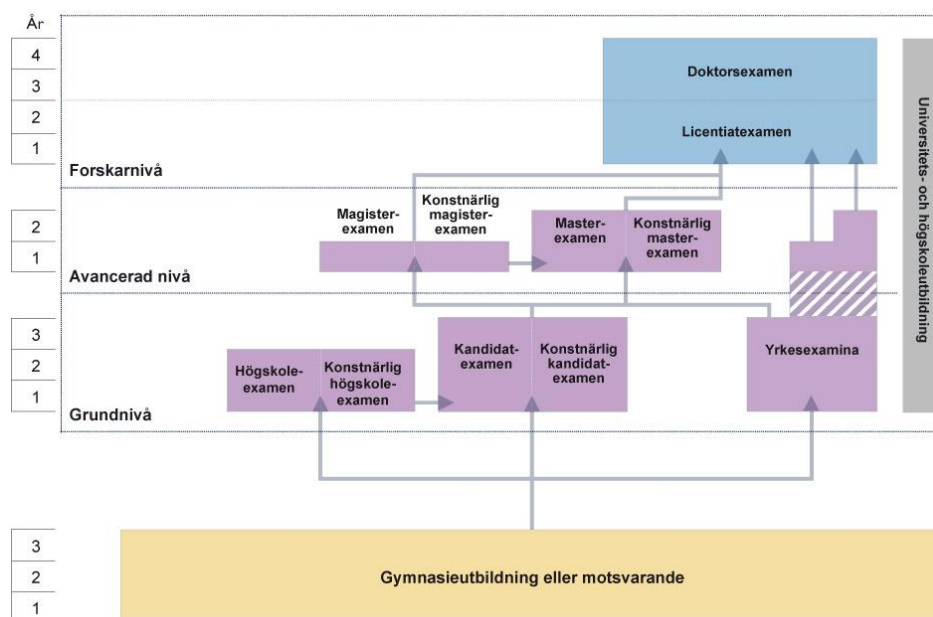 År
4
3
2
1
Doktorsexamen
Licentiatexamen
Forskarnivå
2
1
Magister-
examen
Konstnärlig
magister-
examen
Master-
examen
Konstnärlig
master-
examen
Avancerad nivå
3
2
1
Högskole-
examen
Konstnärlig
högskole-
examen
Kandidat-
examen
Konstnärlig
kandidat-
examen
Yrkesexamina
Grundnivå
Universitets- och högskoleutbildning
3
2
1
Gymnasieutbildning eller motsvarande